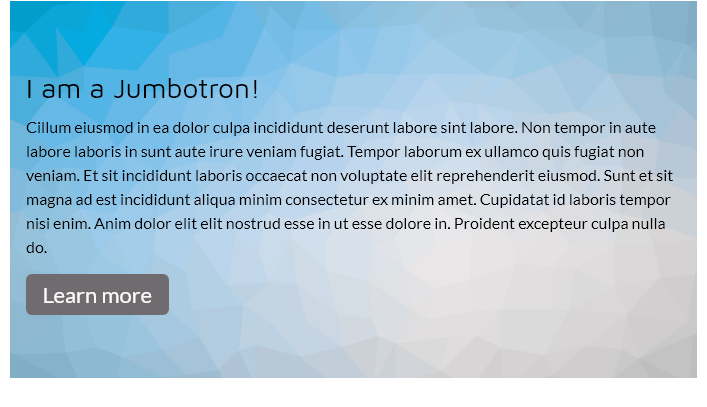 I am a Jumbotron!
Cillum eiusmod in ea dolor culpa incididunt deserunt labore sint labore. Non tempor in aute
labore laboris in sunt aute irure veniam fugiat. Tempor laborum ex ullamco quis fugiat non
veniam. Et sit incididunt laboris occaecat non voluptate elit reprehenderit eiusmod. Sunt et sit
magna ad est incididunt aliqua minim consectetur ex minim amet. Cupidatat id laboris tempor
nisi enim. Anim dolor elit elit nostrud esse in ut esse dolore in. Proident excepteur culpa nulla
do.
Learn more